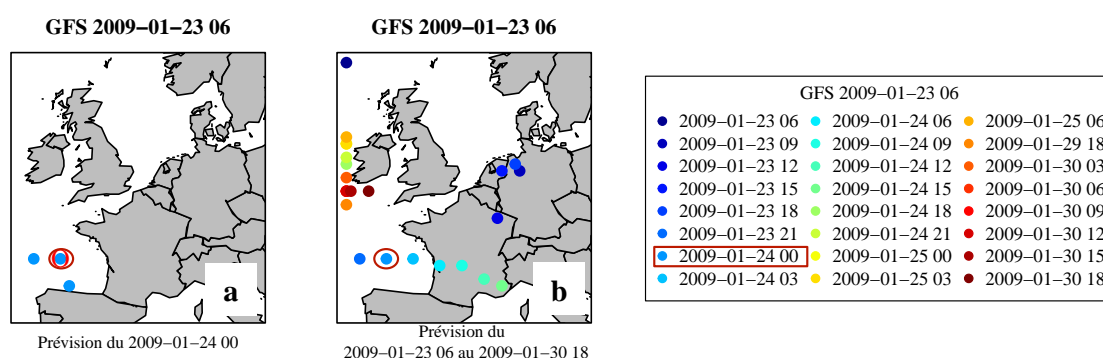 GFS 2009−01−23 06
GFS 2009−01−23 06
a
b
Prévision du 2009−01−24 00
Prévision du
2009−01−23 06 au 2009−01−30 18
GFS 2009−01−23 06
2009−01−23 06 2009−01−24 06 2009−01−25 06
2009−01−23 09 2009−01−24 09 2009−01−29 18
2009−01−23 12 2009−01−24 12 2009−01−30 03
2009−01−23 15 2009−01−24 15 2009−01−30 06
2009−01−23 18 2009−01−24 18 2009−01−30 09
2009−01−23 21 2009−01−24 21 2009−01−30 12
2009−01−24 00 2009−01−25 00 2009−01−30 15
2009−01−24 03 2009−01−25 03 2009−01−30 18